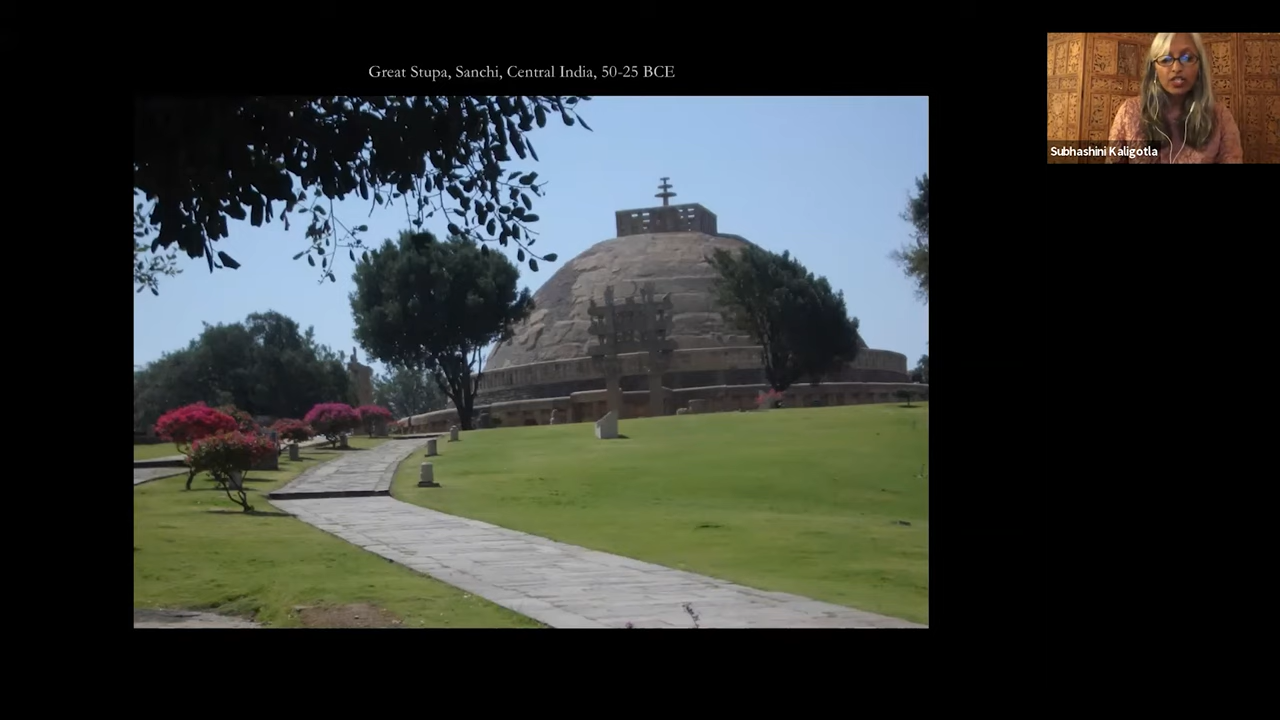 Great Stupa, Sanchi, Central India, 50-25 BCE
Subhashini Kaligotla